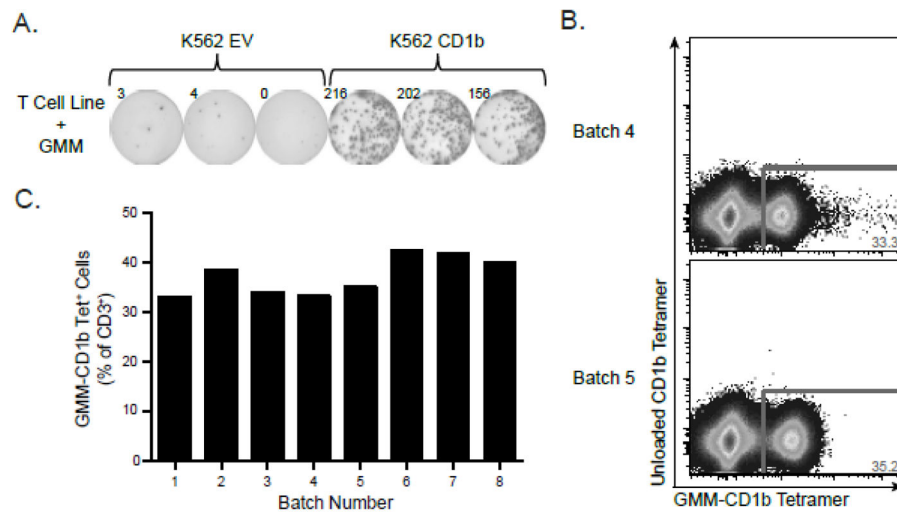 A.
K562 EV
K562 CD1b
3
4
0
216
202
156
T Cell Line
+
GMM
B.
Batch 4
33.3
Batch 5
35.2
Unloaded CD1b Tetramer
GMM-CD1b Tetramer
C.
GMM-CD1b Tet⁺ Cells
(% of CD3⁺)
50
40
30
20
10
0
1 2 3 4 5 6 7 8
Batch Number